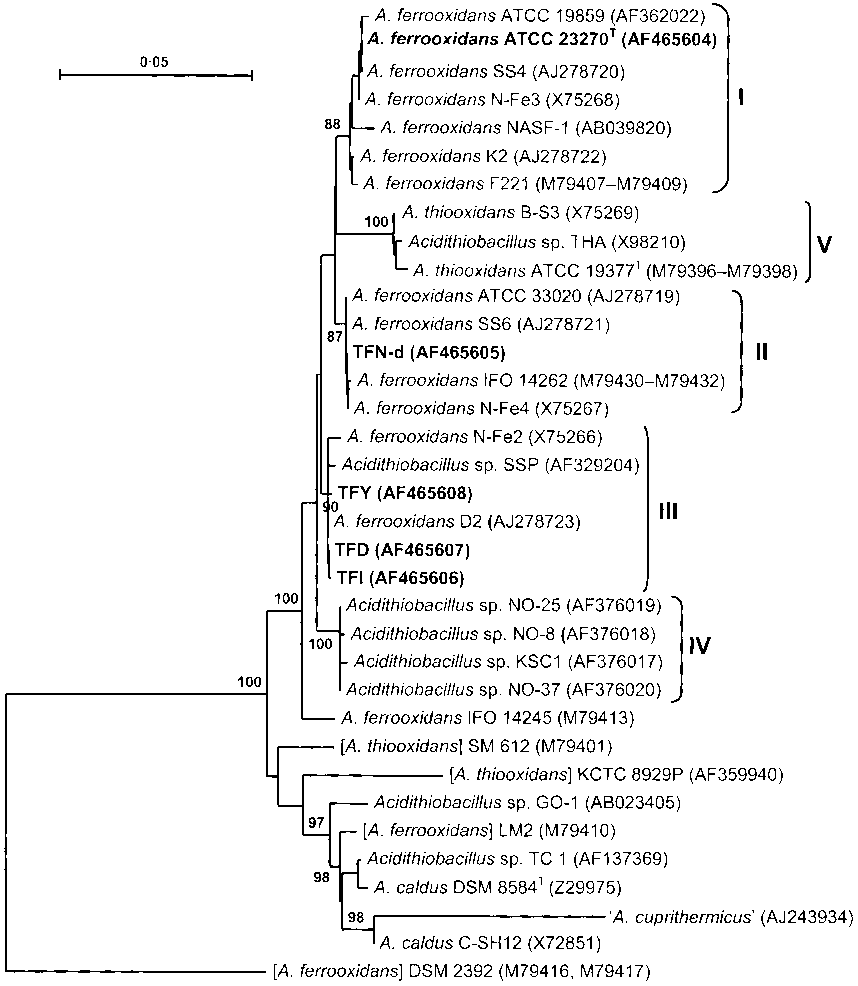 A. ferrooxidans ATCC 19859 (AF362022)
A. ferrooxidans ATCC 23270T (AF465604)
0·05
A. ferrooxidans SS4 (AJ278720)
I
A. ferrooxidans N-Fe3 (X75268)
88
A. ferrooxidans NASF-1 (AB039820)
A. ferrooxidans K2 (AJ278722)
A. ferrooxidans F221 (M79407–M79409)
A. thiooxidans B-S3 (X75269)
100
Acidithiobacillus sp. THA (X98210)
V
A. thiooxidans ATCC 19377T (M79396–M79398)
A. ferrooxidans ATCC 33020 (AJ278719)
A. ferrooxidans SS6 (AJ278721)
87
TFN-d (AF465605)
II
A. ferrooxidans IFO 14262 (M79430–M79432)
A. ferrooxidans N-Fe4 (X75267)
A. ferrooxidans N-Fe2 (X75266)
Acidithiobacillus sp. SSP (AF329204)
TFY (AF465608)
90
III
A. ferrooxidans D2 (AJ278723)
TFD (AF465607)
TFI (AF465606)
100
Acidithiobacillus sp. NO-25 (AF376019)
Acidithiobacillus sp. NO-8 (AF376018)
100
IV
Acidithiobacillus sp. KSC1 (AF376017)
100
Acidithiobacillus sp. NO-37 (AF376020)
A. ferrooxidans IFO 14245 (M79413)
[A. thiooxidans] SM 612 (M79401)
[A. thiooxidans] KCTC 8929P (AF359940)
Acidithiobacillus sp. GO-1 (AB023405)
97
[A. ferrooxidans] LM2 (M79410)
Acidithiobacillus sp. TC 1 (AF137369)
98
A. caldus DSM 8584T (Z29975)
98
'A. cuprithermicus' (AJ243934)
A. caldus C-SH12 (X72851)
[A. ferrooxidans] DSM 2392 (M79416, M79417)